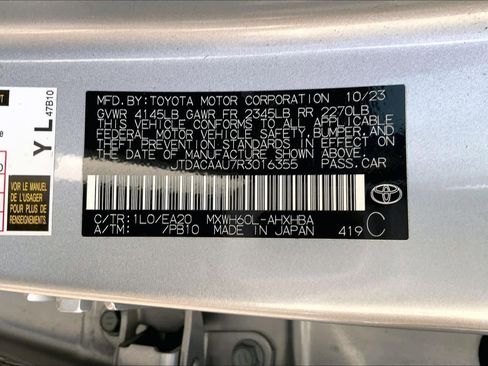 MFD.BY:TOYOTA MOTOR CORPORATION 10/23
GVWR 4145LB GAWR FR 2345LB RR 2270LB
THIS VEHICLE CONFORMS TO ALL APPLICABLE
FEDERAL MOTOR VEHICLE SAFETY, BUMPER, AND
THEFT PREVENTION STANDARDS IN EFFECT ON
THE DATE OF MANUFACTURE SHOWN ABOVE.
JTDACAAU7R3016355 PASS.CAR
C/TR:1L0/EA20 MXWH60L-AHXHBA
A/TM: /PB10 MADE IN JAPAN 419 C
TOYOTA
YL
47B10
VOIR LE MANUEL
POUR PLUS DE
RENSEIGNEMENTS